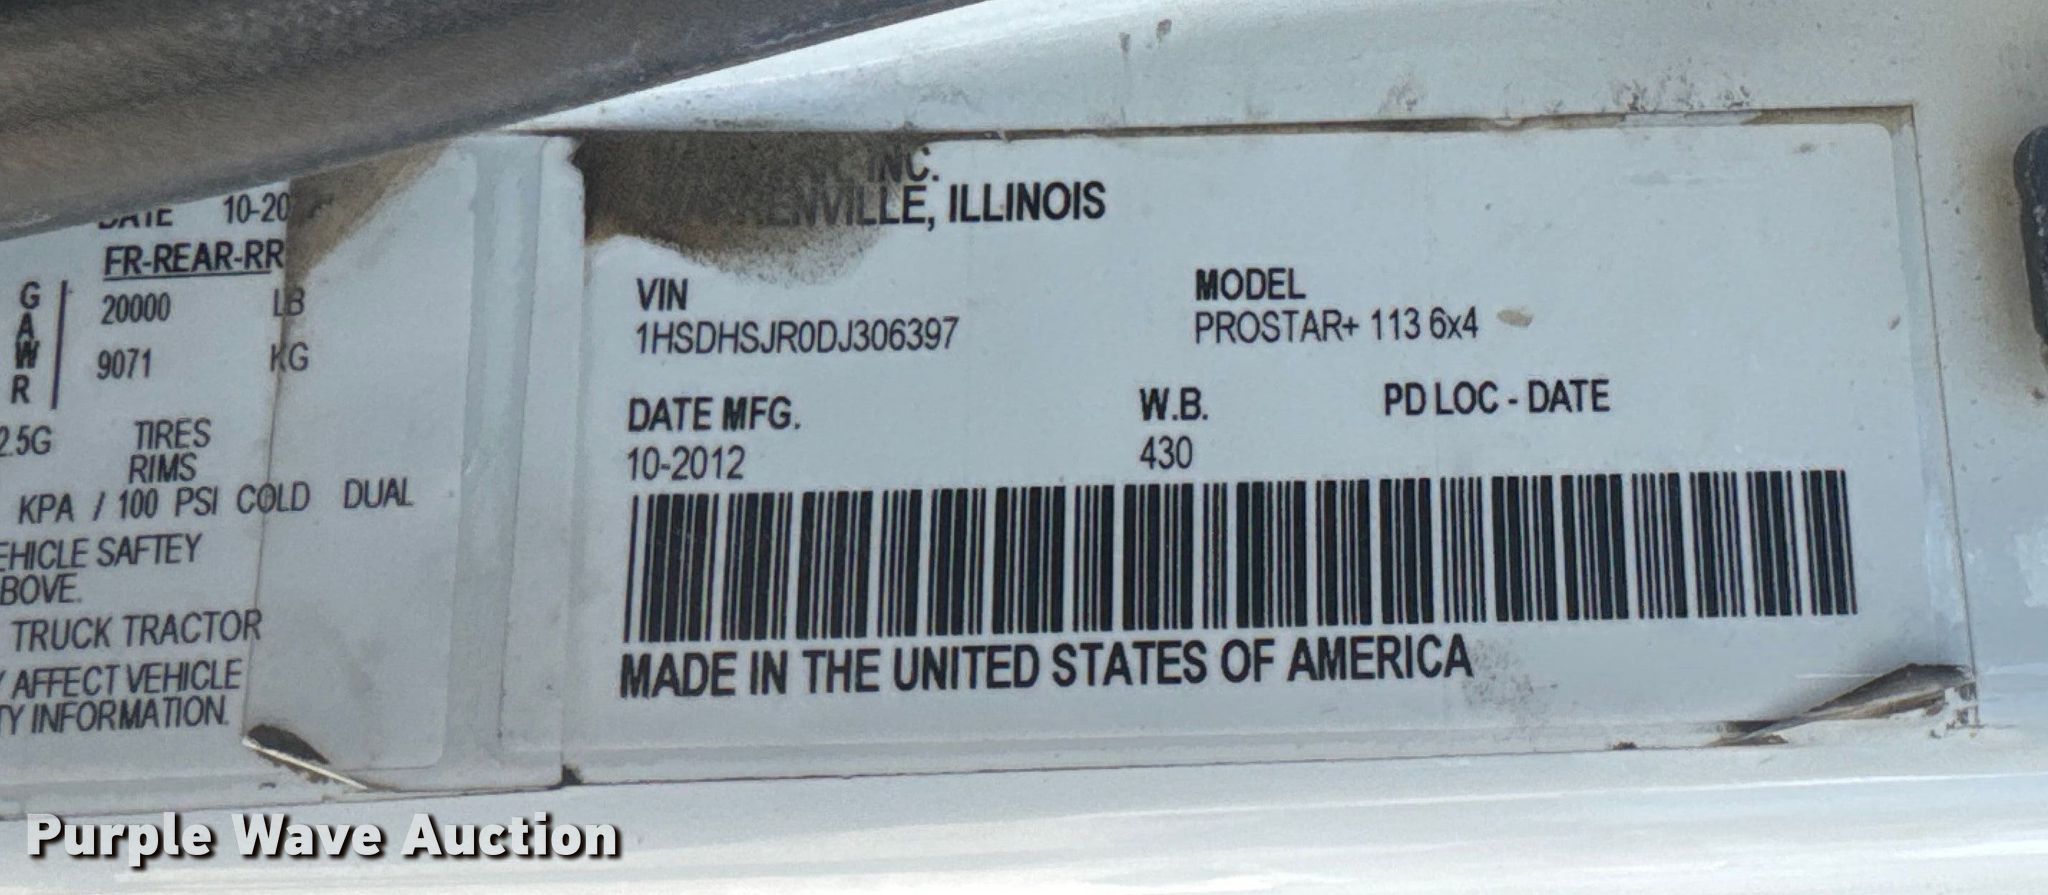 DATE 10-20
FR-REAR-RR
GAWR
20000 LB
9071 KG
2.5G TIRES
RIMS
KPA / 100 PSI COLD DUAL
EHICLE SAFTEY
BOVE.
TRUCK TRACTOR
Y AFFECT VEHICLE
TY INFORMATION.
INC.
RENVILLE, ILLINOIS
VIN
1HSDHSJR0DJ306397
MODEL
PROSTAR+ 113 6x4
DATE MFG.
10-2012
W.B.
430
PD LOC - DATE
MADE IN THE UNITED STATES OF AMERICA
Purple Wave Auction